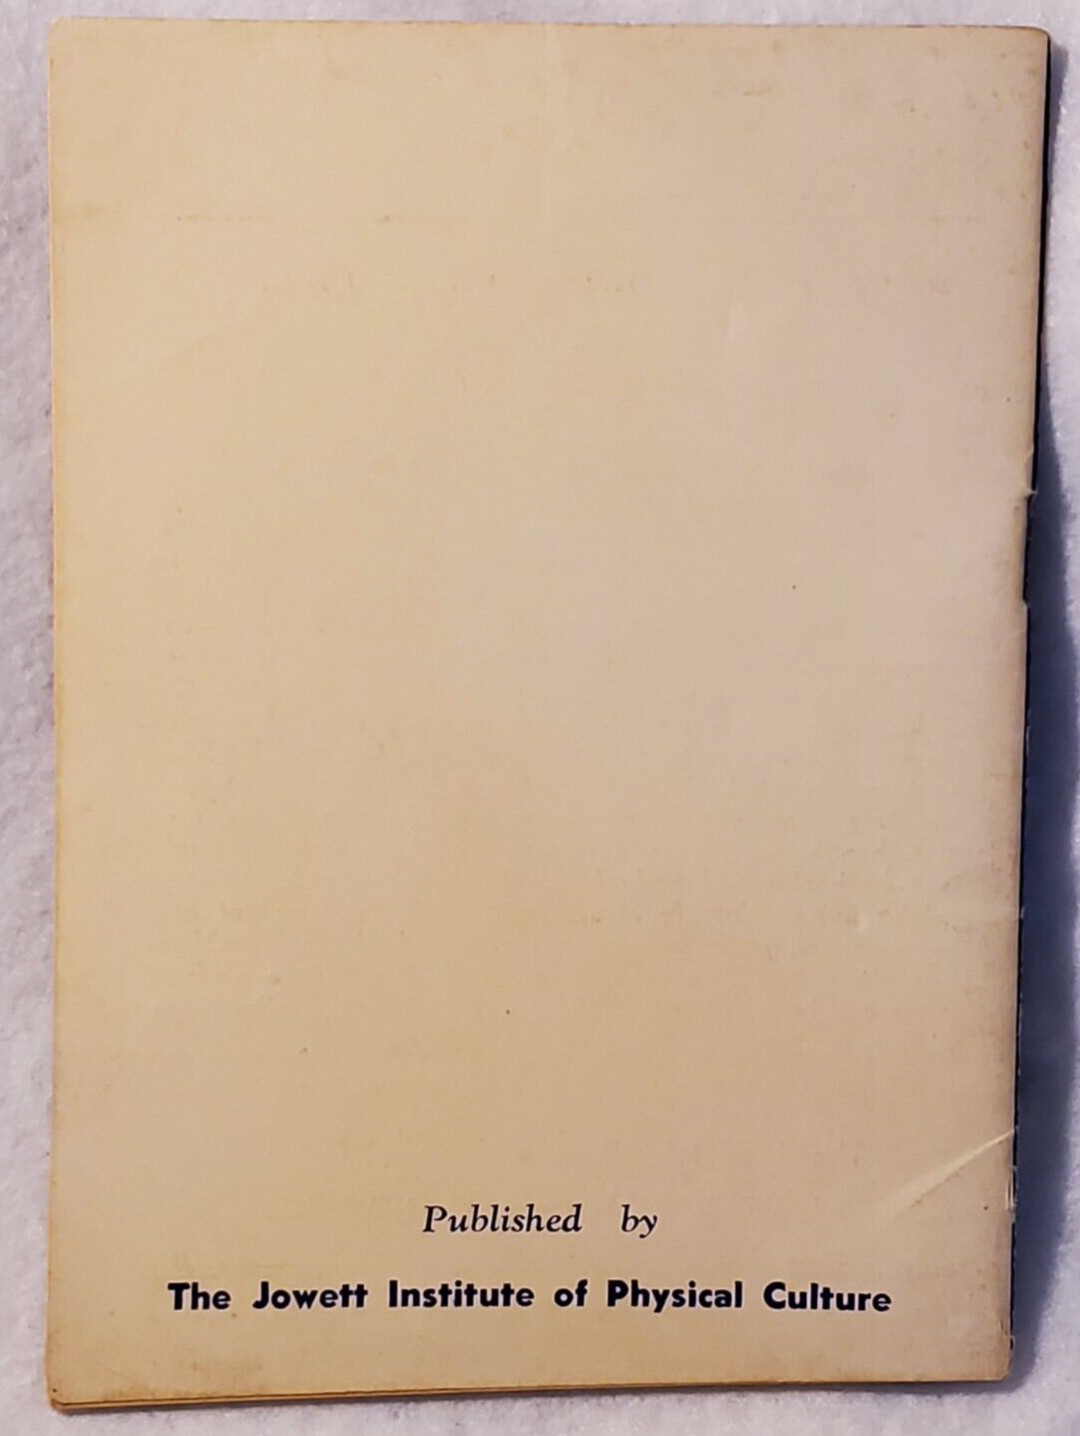 Published by
The Jowett Institute of Physical Culture